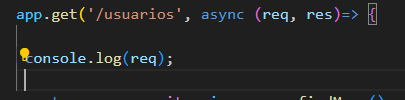 app.get('/usuarios', async (req, res)=> {
console.log(req);